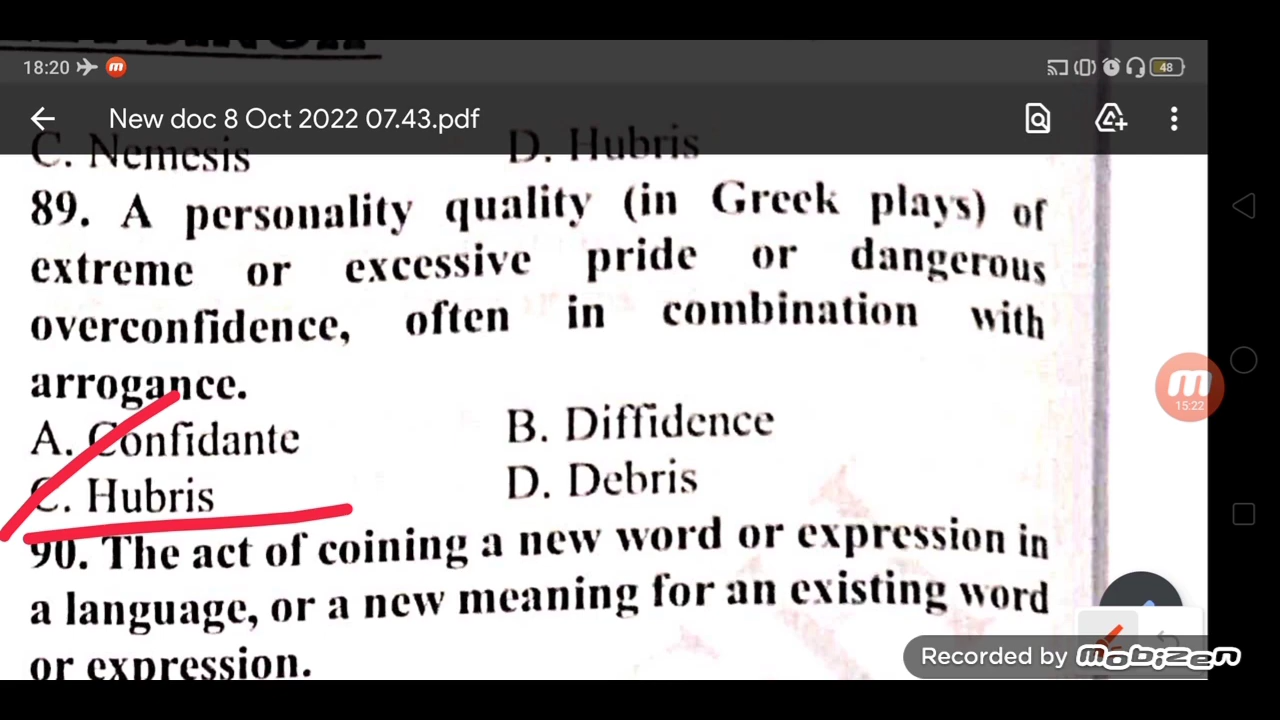 18:20
48
New doc 8 Oct 2022 07.43.pdf
C. Nemesis D. Hubris
89. A personality quality (in Greek plays) of
extreme or excessive pride or dangerous
overconfidence, often in combination with
arrogance.
A. Confidante B. Diffidence
C. Hubris D. Debris
90. The act of coining a new word or expression in
a language, or a new meaning for an existing word
or expression.
15:22
Recorded by Mobizen